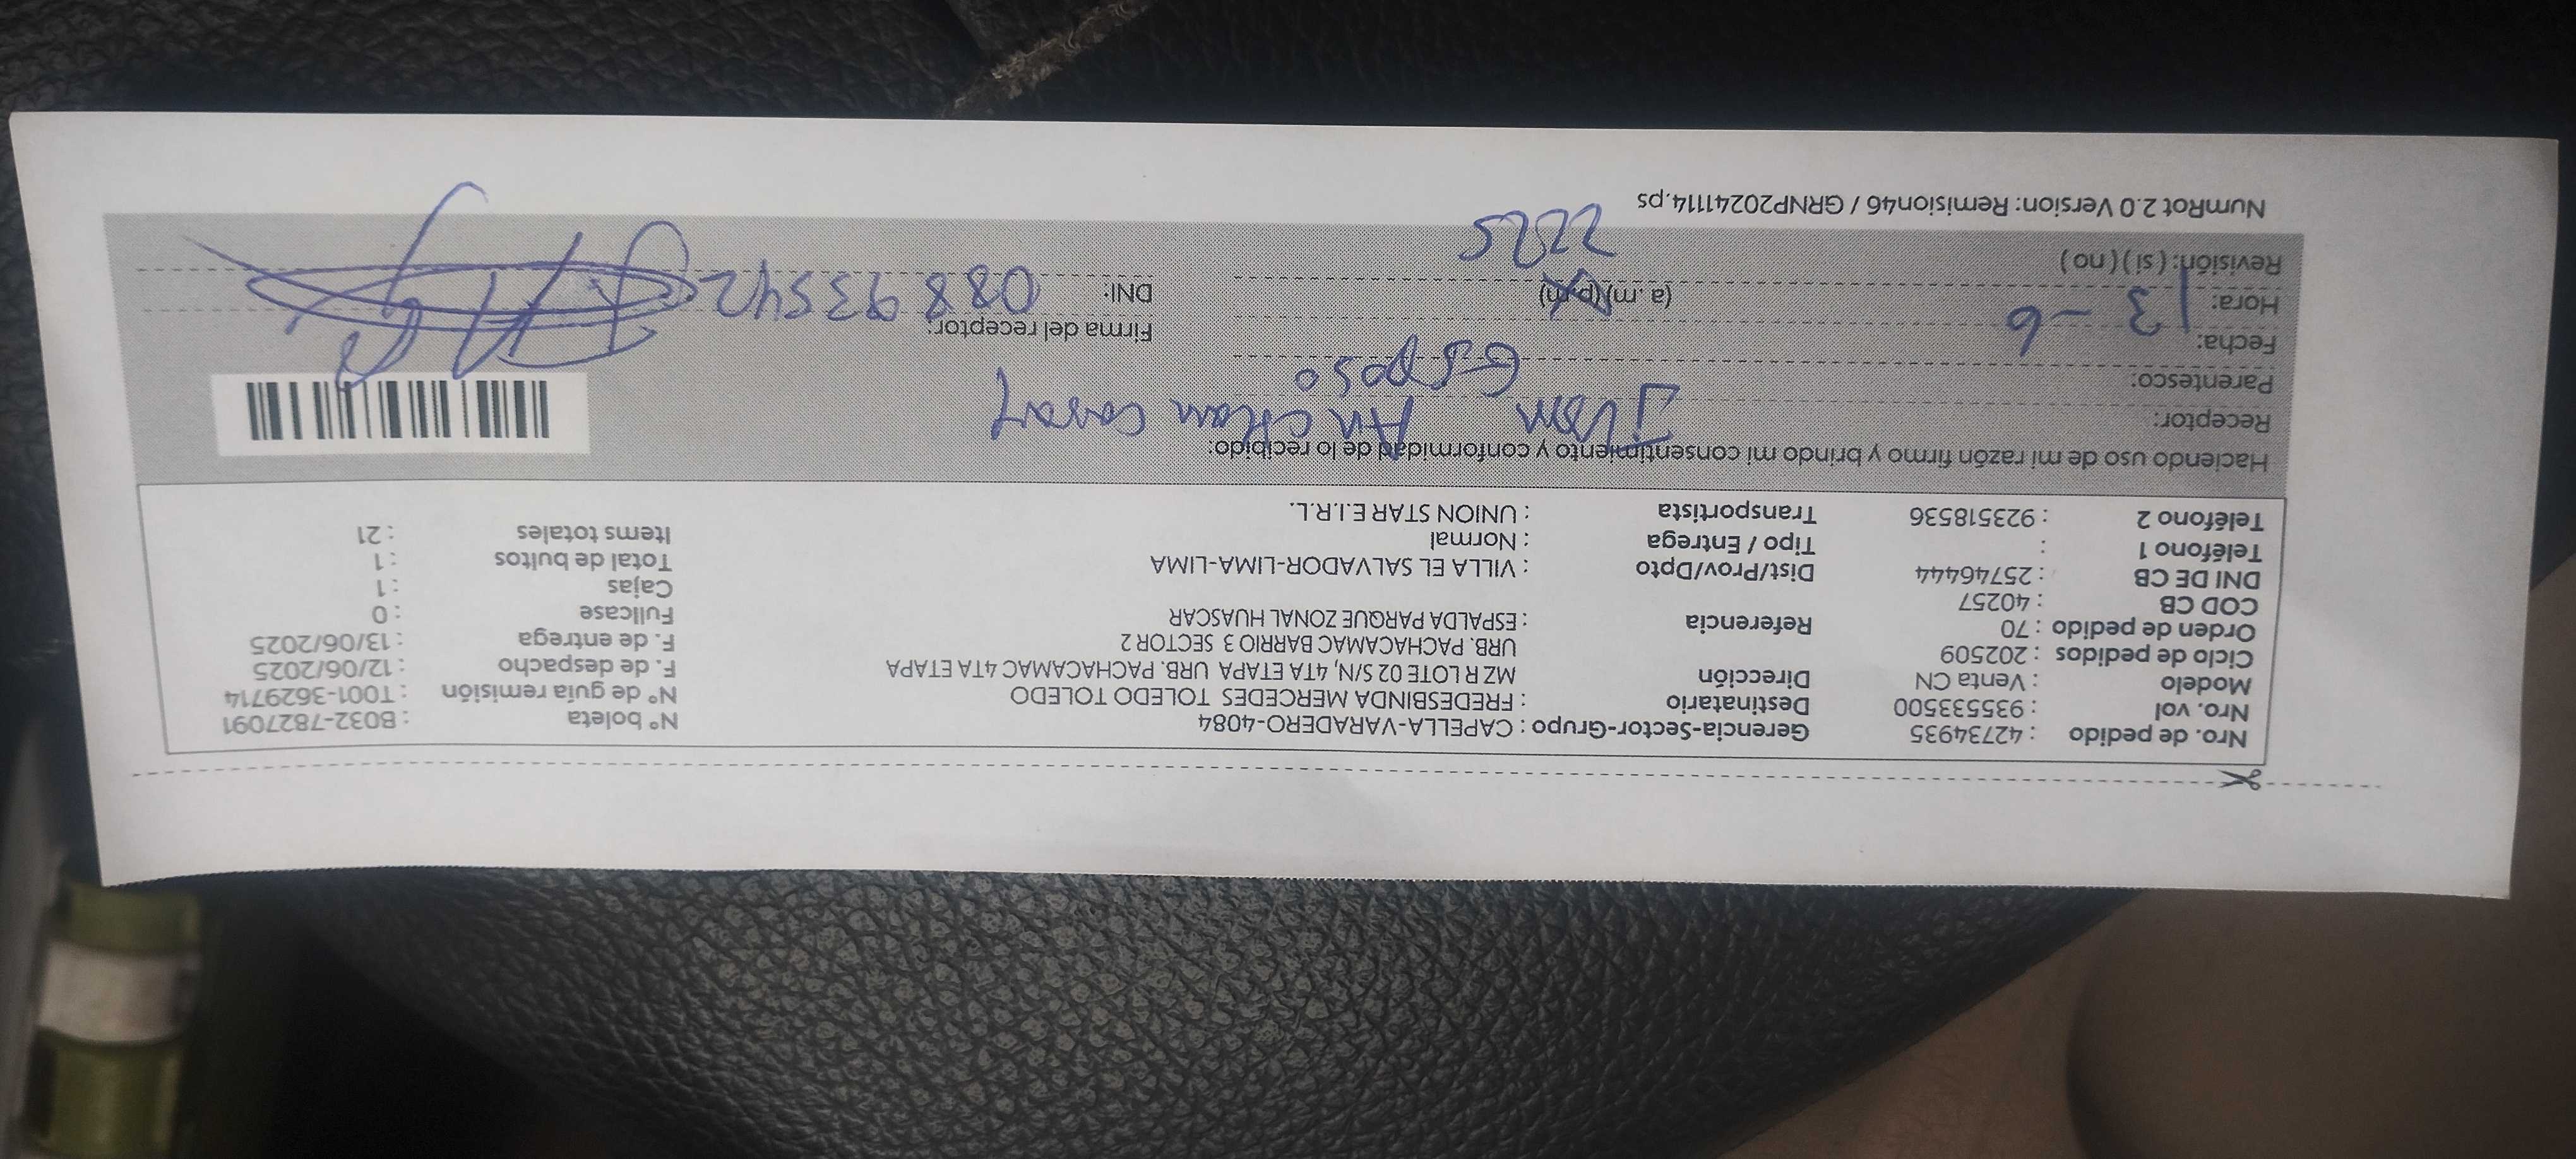 Nro. de pedido : 42734935 Gerencia-Sector-Grupo : CAPELLA-VARADERO-4084 N° boleta : B032-7827091
Nro. vol : 935533500 Destinatario : FREDESBINDA MERCEDES TOLEDO TOLEDO N° de guía remisión : T001-3629714
Modelo : Venta CN Dirección MZ R LOTE 02 S/N, 4TA ETAPA URB. PACHACAMAC 4TA ETAPA F. de despacho : 12/06/2025
Ciclo de pedidos : 202509 URB. PACHACAMAC BARRIO 3 SECTOR 2 F. de entrega : 13/06/2025
Orden de pedido : 70 Referencia : ESPALDA PARQUE ZONAL HUASCAR Fullcase : 0
COD CB : 40257 Cajas : 1
DNI DE CB : 25746444 Dist/Prov/Dpto : VILLA EL SALVADOR-LIMA-LIMA Total de bultos : 1
Teléfono 1 : Tipo / Entrega : Normal Items totales : 21
Teléfono 2 : 923518536 Transportista : UNION STAR E.I.R.L.
Haciendo uso de mi razón firmo y brindo mi consentimiento y conformidad de lo recibido:
Receptor: Juan
Parentesco: Esposo
Fecha: 13-6 Firma del receptor:
Hora: (a. m) (p.m) 2225 DNI: 08893542
Revisión: ( si ) ( no )
NumRot 2.0 Version: Remision46 / GRNP20241114.ps